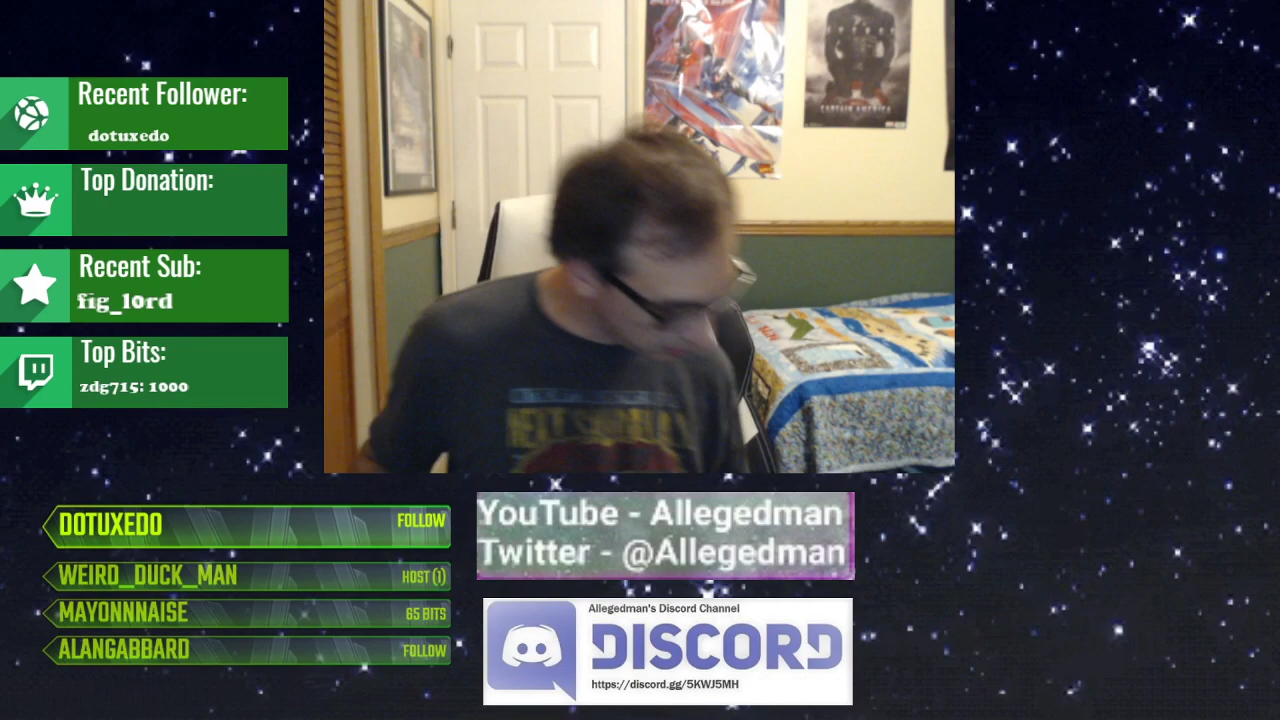 Recent Follower:
dotuxedo
Top Donation:
Recent Sub:
fig_lord
Top Bits:
zdg715: 1000
CAPTAIN AMERICA
DOTUXEDO
FOLLOW
WEIRD_DUCK_MAN
HOST (1)
MAYONNNAISE
65 BITS
ALANGABBARD
FOLLOW
YouTube - Allegedman
Twitter - @Allegedman
Allegedman's Discord Channel
DISCORD
https://discord.gg/5KWJ5MH